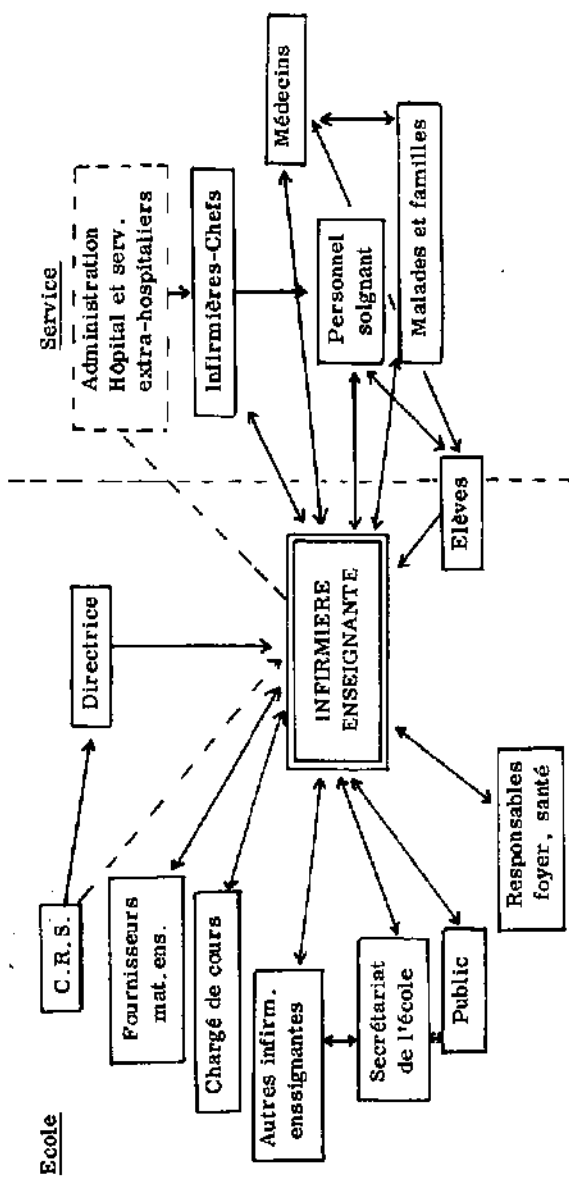 Ecole
C.R.S.
Directrice
Fournisseurs
mat. ens.
Chargé de cours
Autres infirm.
enssignantes
Secrétariat
de l'école
Public
Responsables
foyer, santé
INFIRMIERE
ENSEIGNANTE
Elèves
Service
Administration
Hôpital et serv.
extra-hospitaliers
Infirmières-Chefs
Médecins
Personnel
soignant
Malades et familles